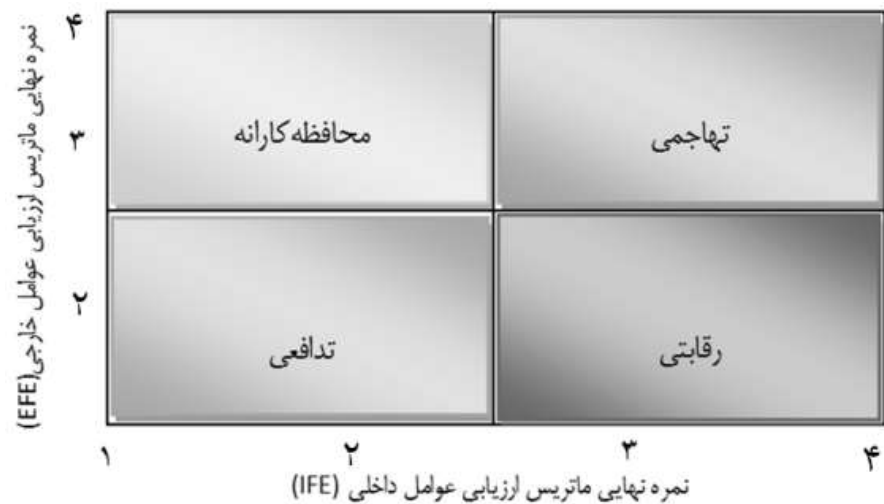 نمره نهایی ماتریس ارزیابی عوامل خارجی(EFE)
۴
۳
۲
محافظه کارانه
تهاجمی
تدافعی
رقابتی
۱
۲
۳
۴
نمره نهایی ماتریس ارزیابی عوامل داخلی (IFE)